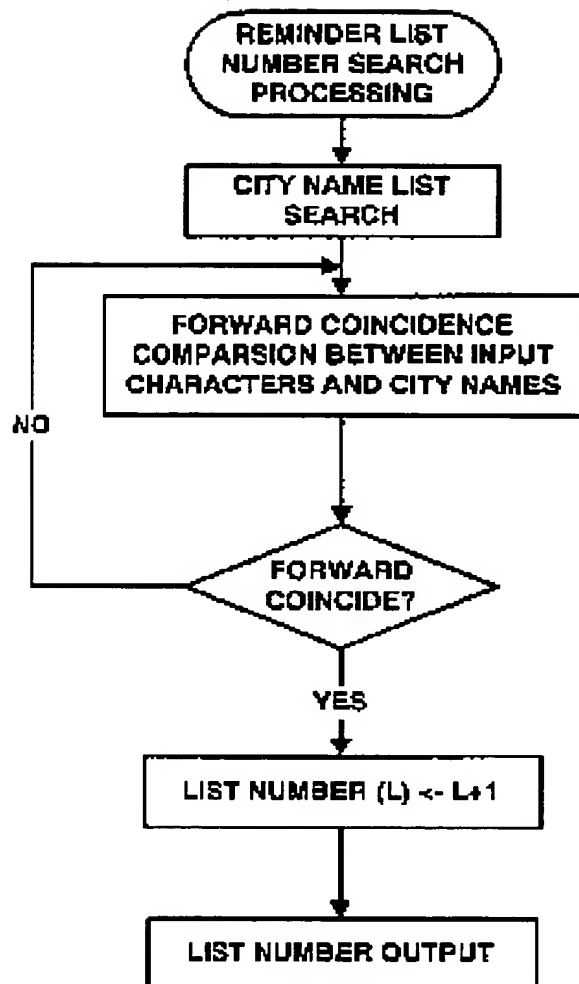 REMINDER LIST
NUMBER SEARCH
PROCESSING
CITY NAME LIST
SEARCH
FORWARD COINCIDENCE
COMPARSION BETWEEN INPUT
CHARACTERS AND CITY NAMES
NO
FORWARD
COINCIDE?
YES
LIST NUMBER (L) <- L+1
LIST NUMBER OUTPUT